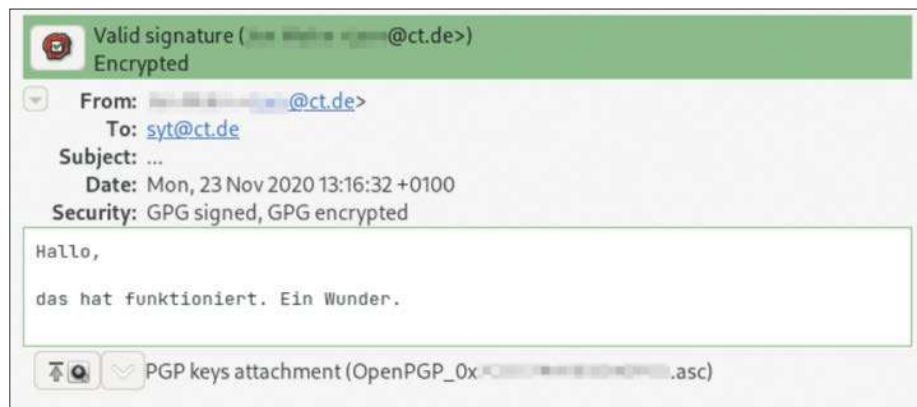 Valid signature ( @ct.de>)
Encrypted
From: @ct.de>
To: syt@ct.de
Subject: ...
Date: Mon, 23 Nov 2020 13:16:32 +0100
Security: GPG signed, GPG encrypted
Hallo,
das hat funktioniert. Ein Wunder.
PGP keys attachment (OpenPGP_0x .asc)